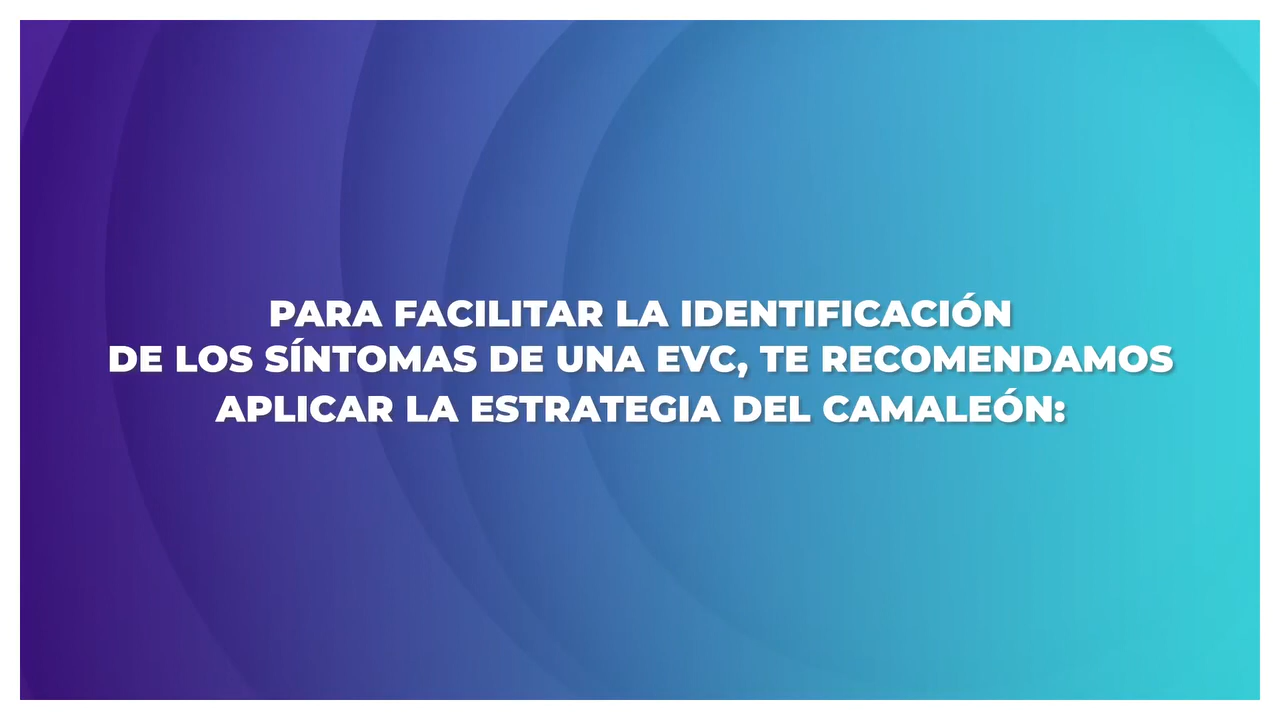 PARA FACILITAR LA IDENTIFICACIÓN
DE LOS SÍNTOMAS DE UNA EVC, TE RECOMENDAMOS
APLICAR LA ESTRATEGIA DEL CAMALEÓN: